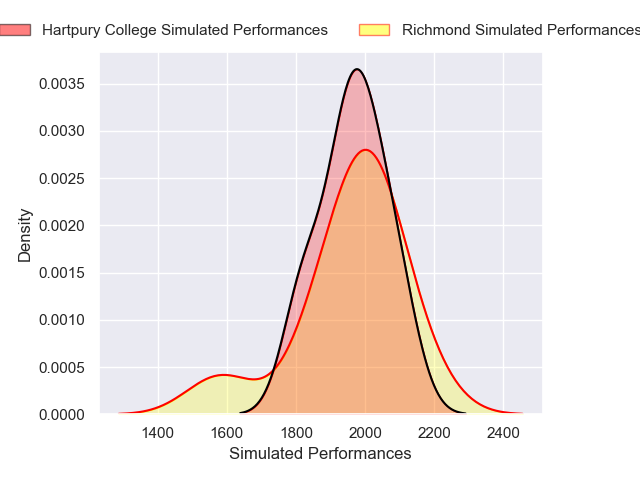 Hartpury College Simulated Performances
Richmond Simulated Performances
0.0035
0.0030
0.0025
0.0020
0.0015
0.0010
0.0005
0.0000
Density
1400 1600 1800 2000 2200 2400
Simulated Performances